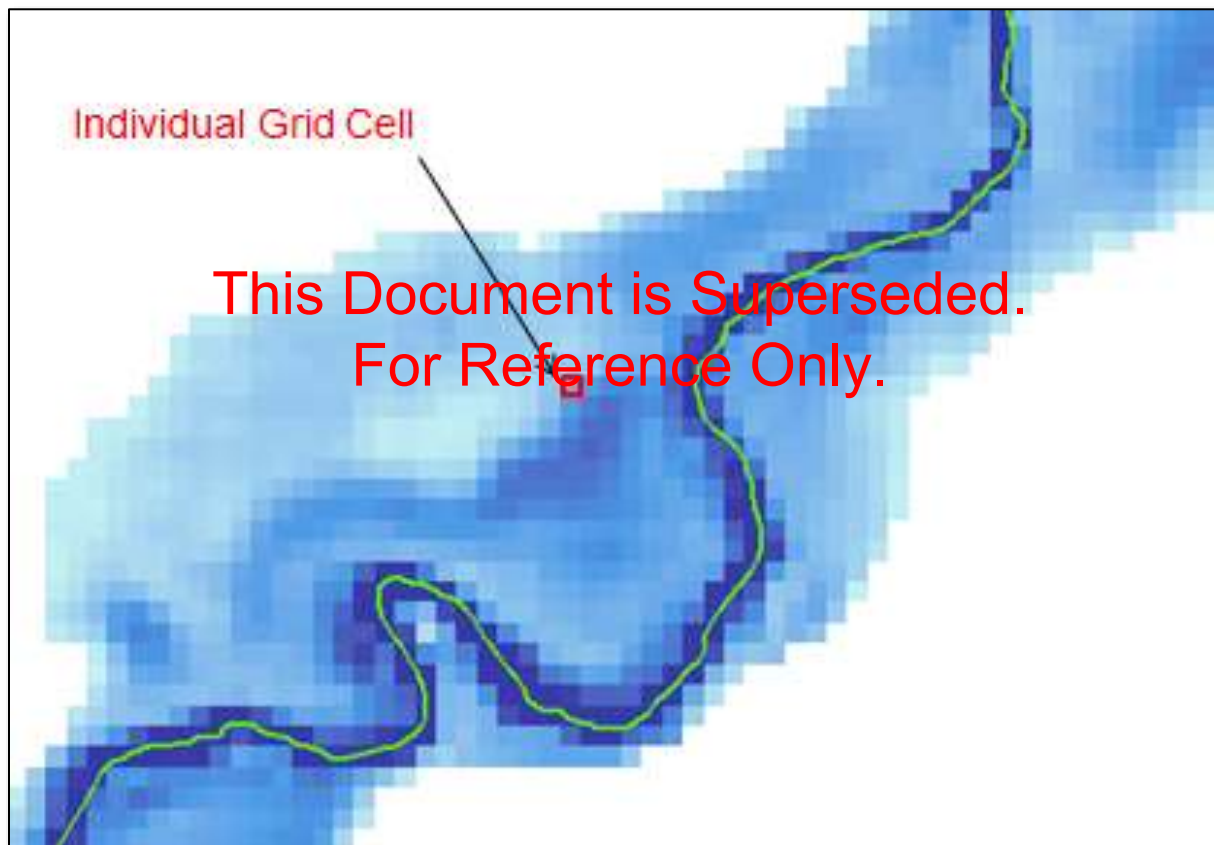 Individual Grid Cell
This Document is Superseded.
For Reference Only.